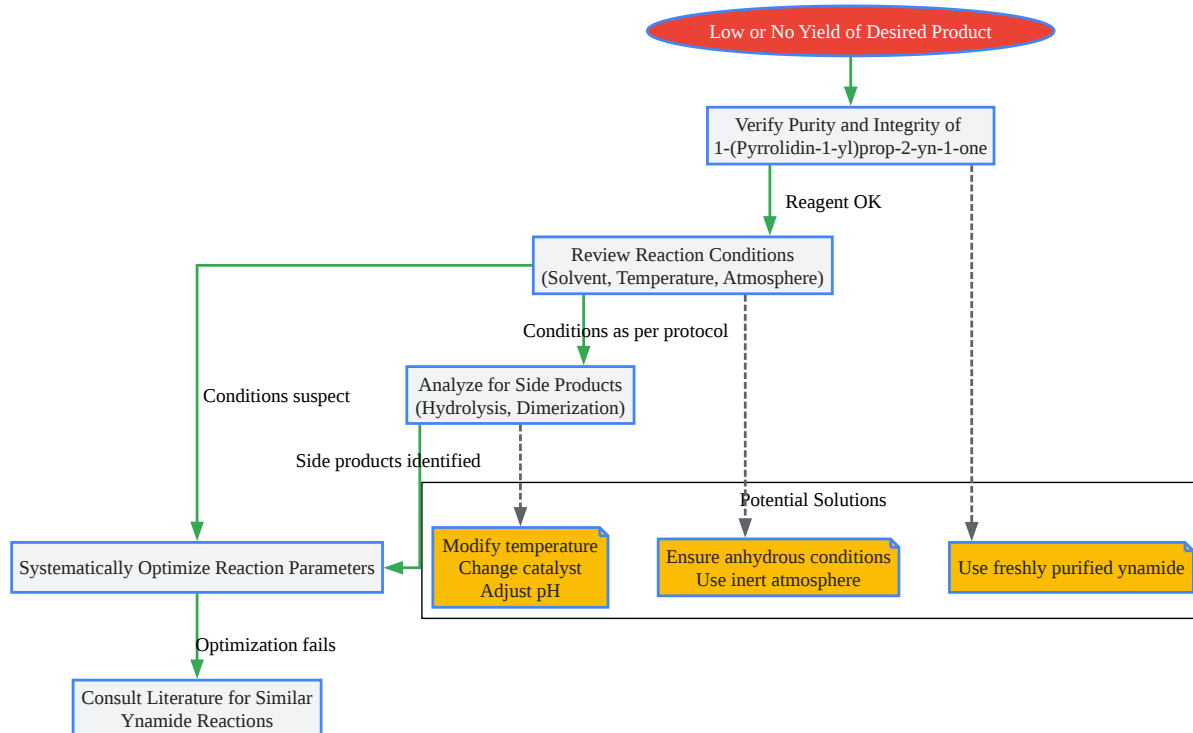 Low or No Yield of Desired Product
Verify Purity and Integrity of
1-(Pyrrolidin-1-yl)prop-2-yn-1-one
Reagent OK
Review Reaction Conditions
(Solvent, Temperature, Atmosphere)
Conditions as per protocol
Analyze for Side Products
(Hydrolysis, Dimerization)
Conditions suspect
Side products identified
Potential Solutions
Modify temperature
Change catalyst
Adjust pH
Ensure anhydrous conditions
Use inert atmosphere
Use freshly purified ynamide
Systematically Optimize Reaction Parameters
Optimization fails
Consult Literature for Similar
Ynamide Reactions